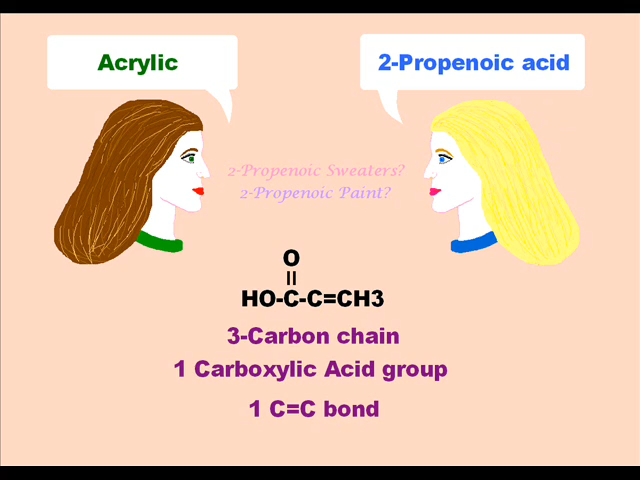 Acrylic
2-Propenoic acid
2-Propenoic Sweaters?
2-Propenoic Paint?
O
||
HO-C-C=CH3
3-Carbon chain
1 Carboxylic Acid group
1 C=C bond